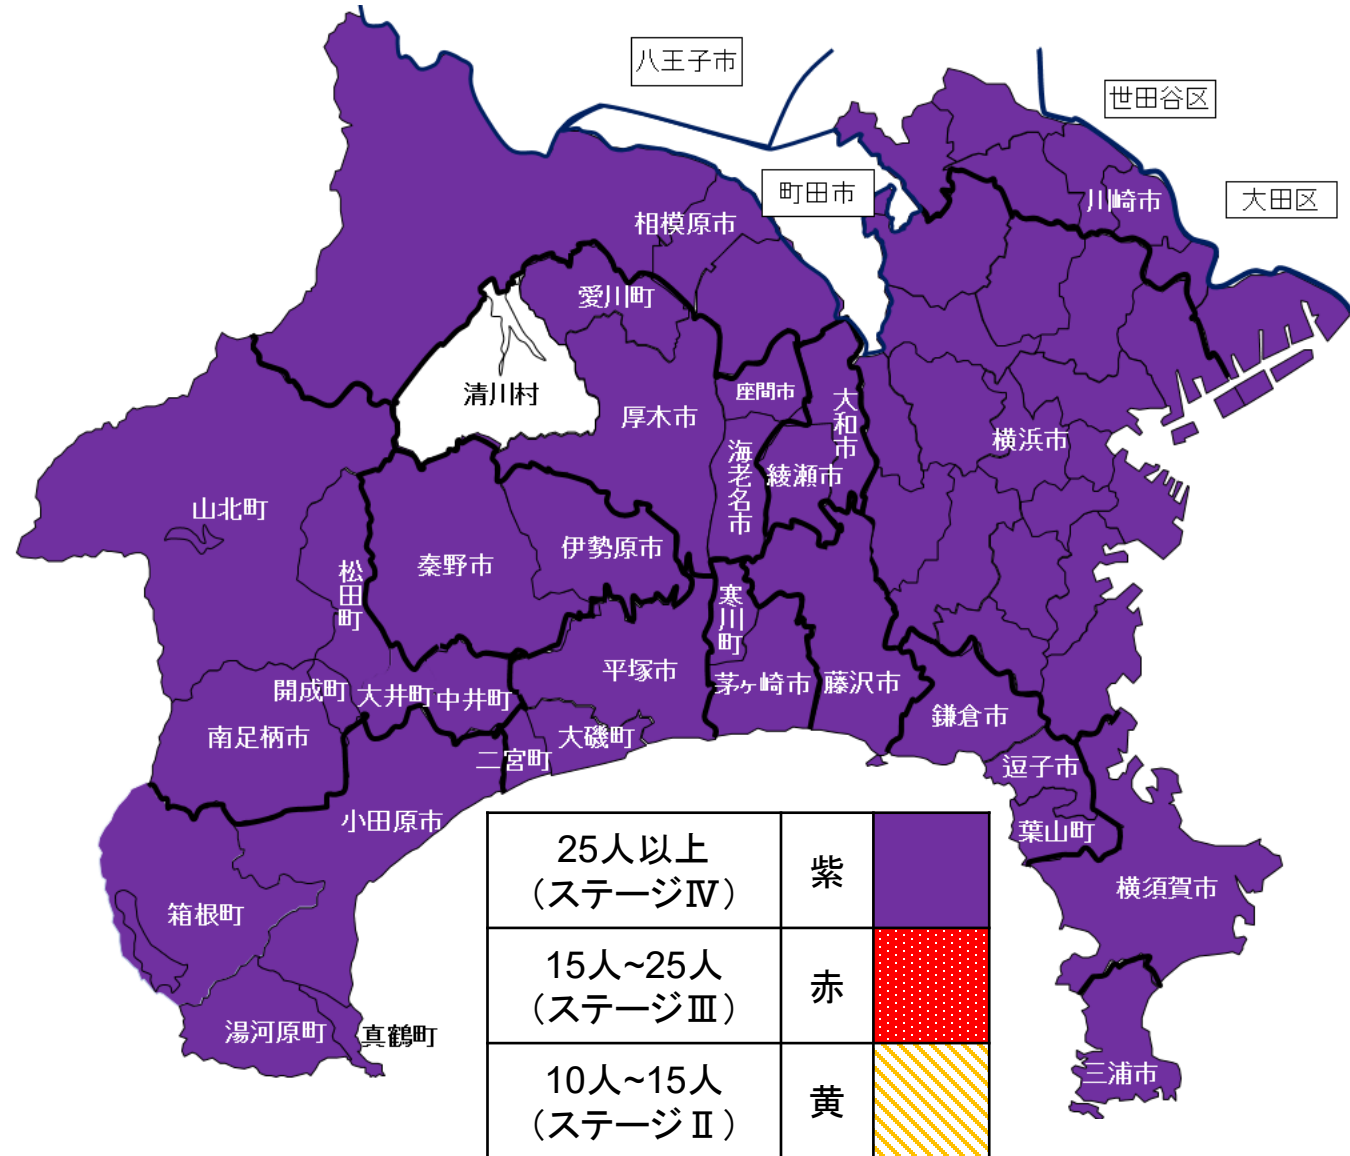 八王子市
世田谷区
町田市
大田区
川崎市
相模原市
愛川町
清川村
厚木市
座間市
大和市
横浜市
海老名市
綾瀬市
山北町
秦野市
伊勢原市
松田町
寒川町
平塚市
開成町
大井町
中井町
茅ヶ崎市
藤沢市
鎌倉市
南足柄市
大磯町
二宮町
逗子市
小田原市
葉山町
横須賀市
箱根町
湯河原町
真鶴町
三浦市
25人以上
（ステージⅣ）
紫
15人~25人
（ステージⅢ）
赤
10人~15人
（ステージⅡ）
黄